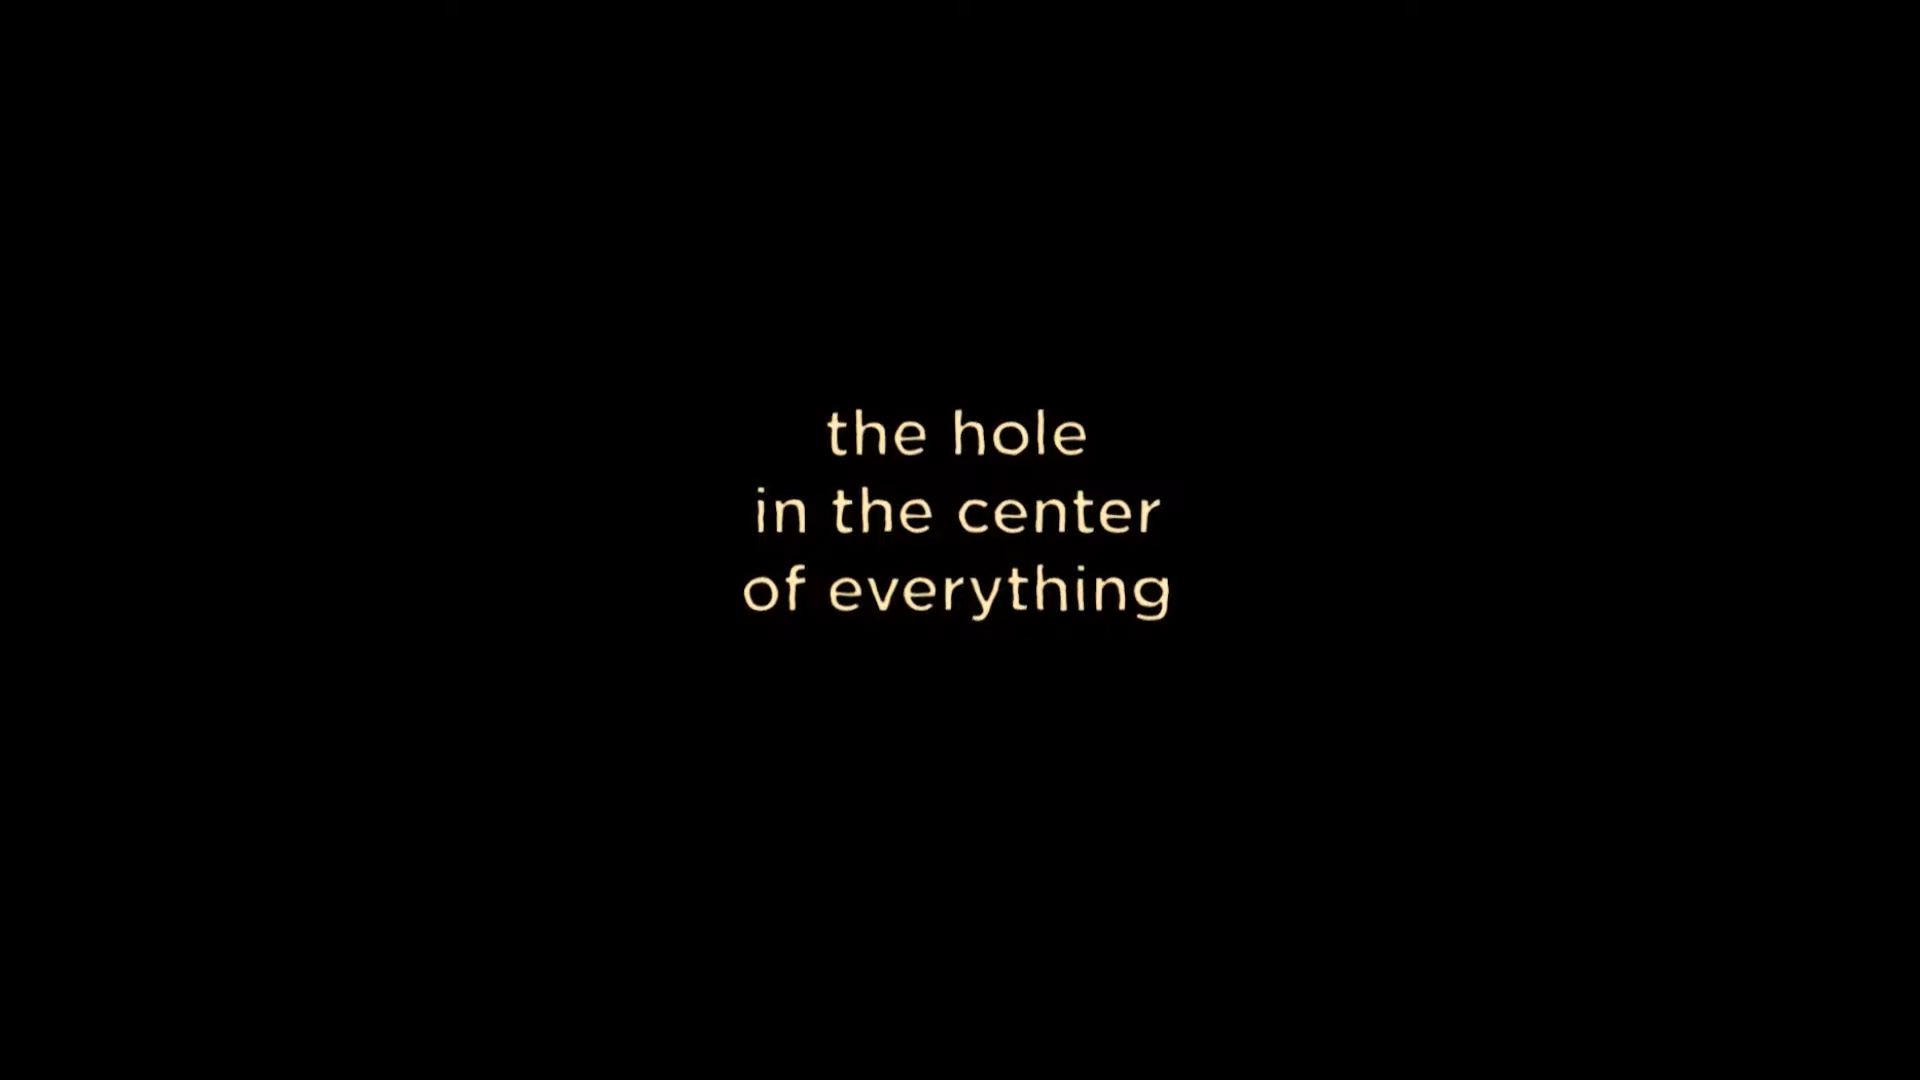 the hole
in the center
of everything